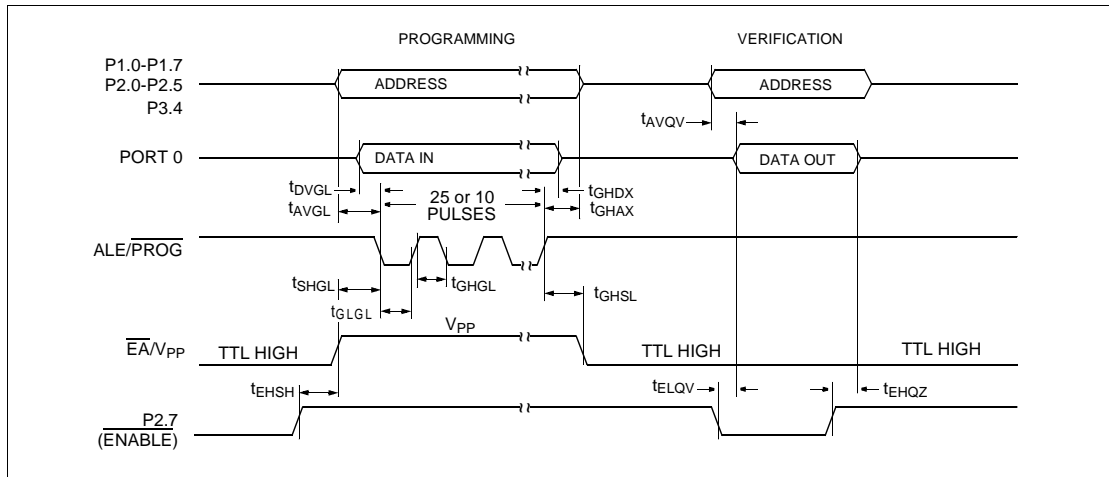 PROGRAMMING VERIFICATION
P1.0-P1.7
P2.0-P2.5
P3.4
ADDRESS ADDRESS
tAVQV
PORT 0 DATA IN DATA OUT
tDVGL
tAVGL
25 or 10
PULSES
tGHDX
tGHAX
ALE/PROG
tSHGL
tGLGL
tGHGL
tGHSL
EA/VPP TTL HIGH VPP TTL HIGH TTL HIGH
tEHSH
tELQV
tEHQZ
P2.7
(ENABLE)